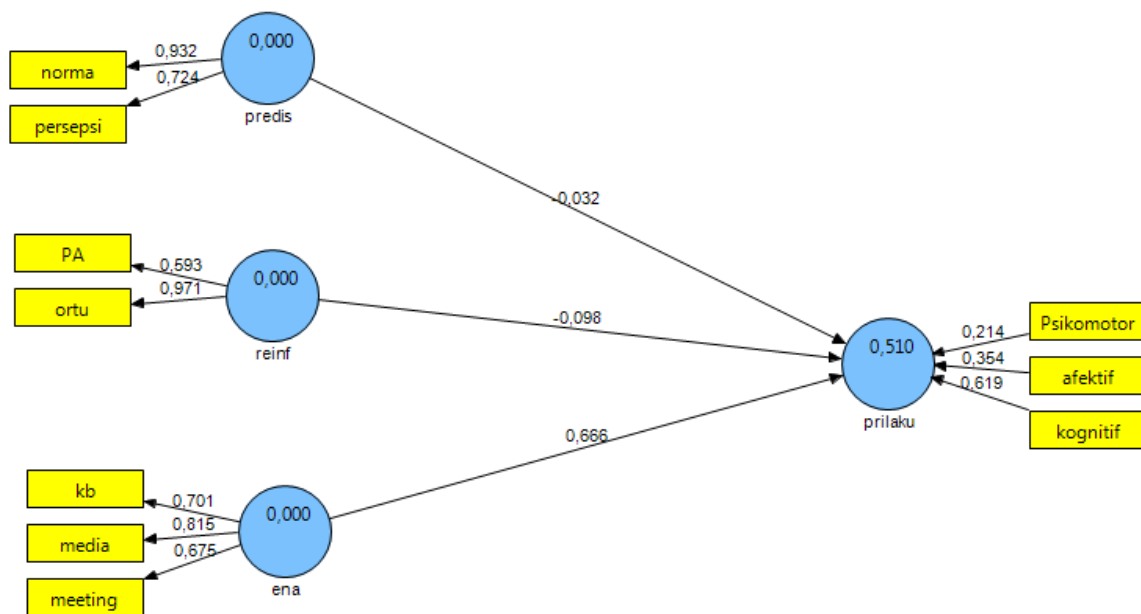 0,000
0,932
norma
0,724
persepsi
predis
-0,032
PA
0,593
0,000
0,971
ortu
reinf
-0,098
0,510
prilaku
Psikomotor
0,214
0,354
afektif
0,619
kognitif
0,666
kb
0,701
0,000
0,815
media
0,675
meeting
ena